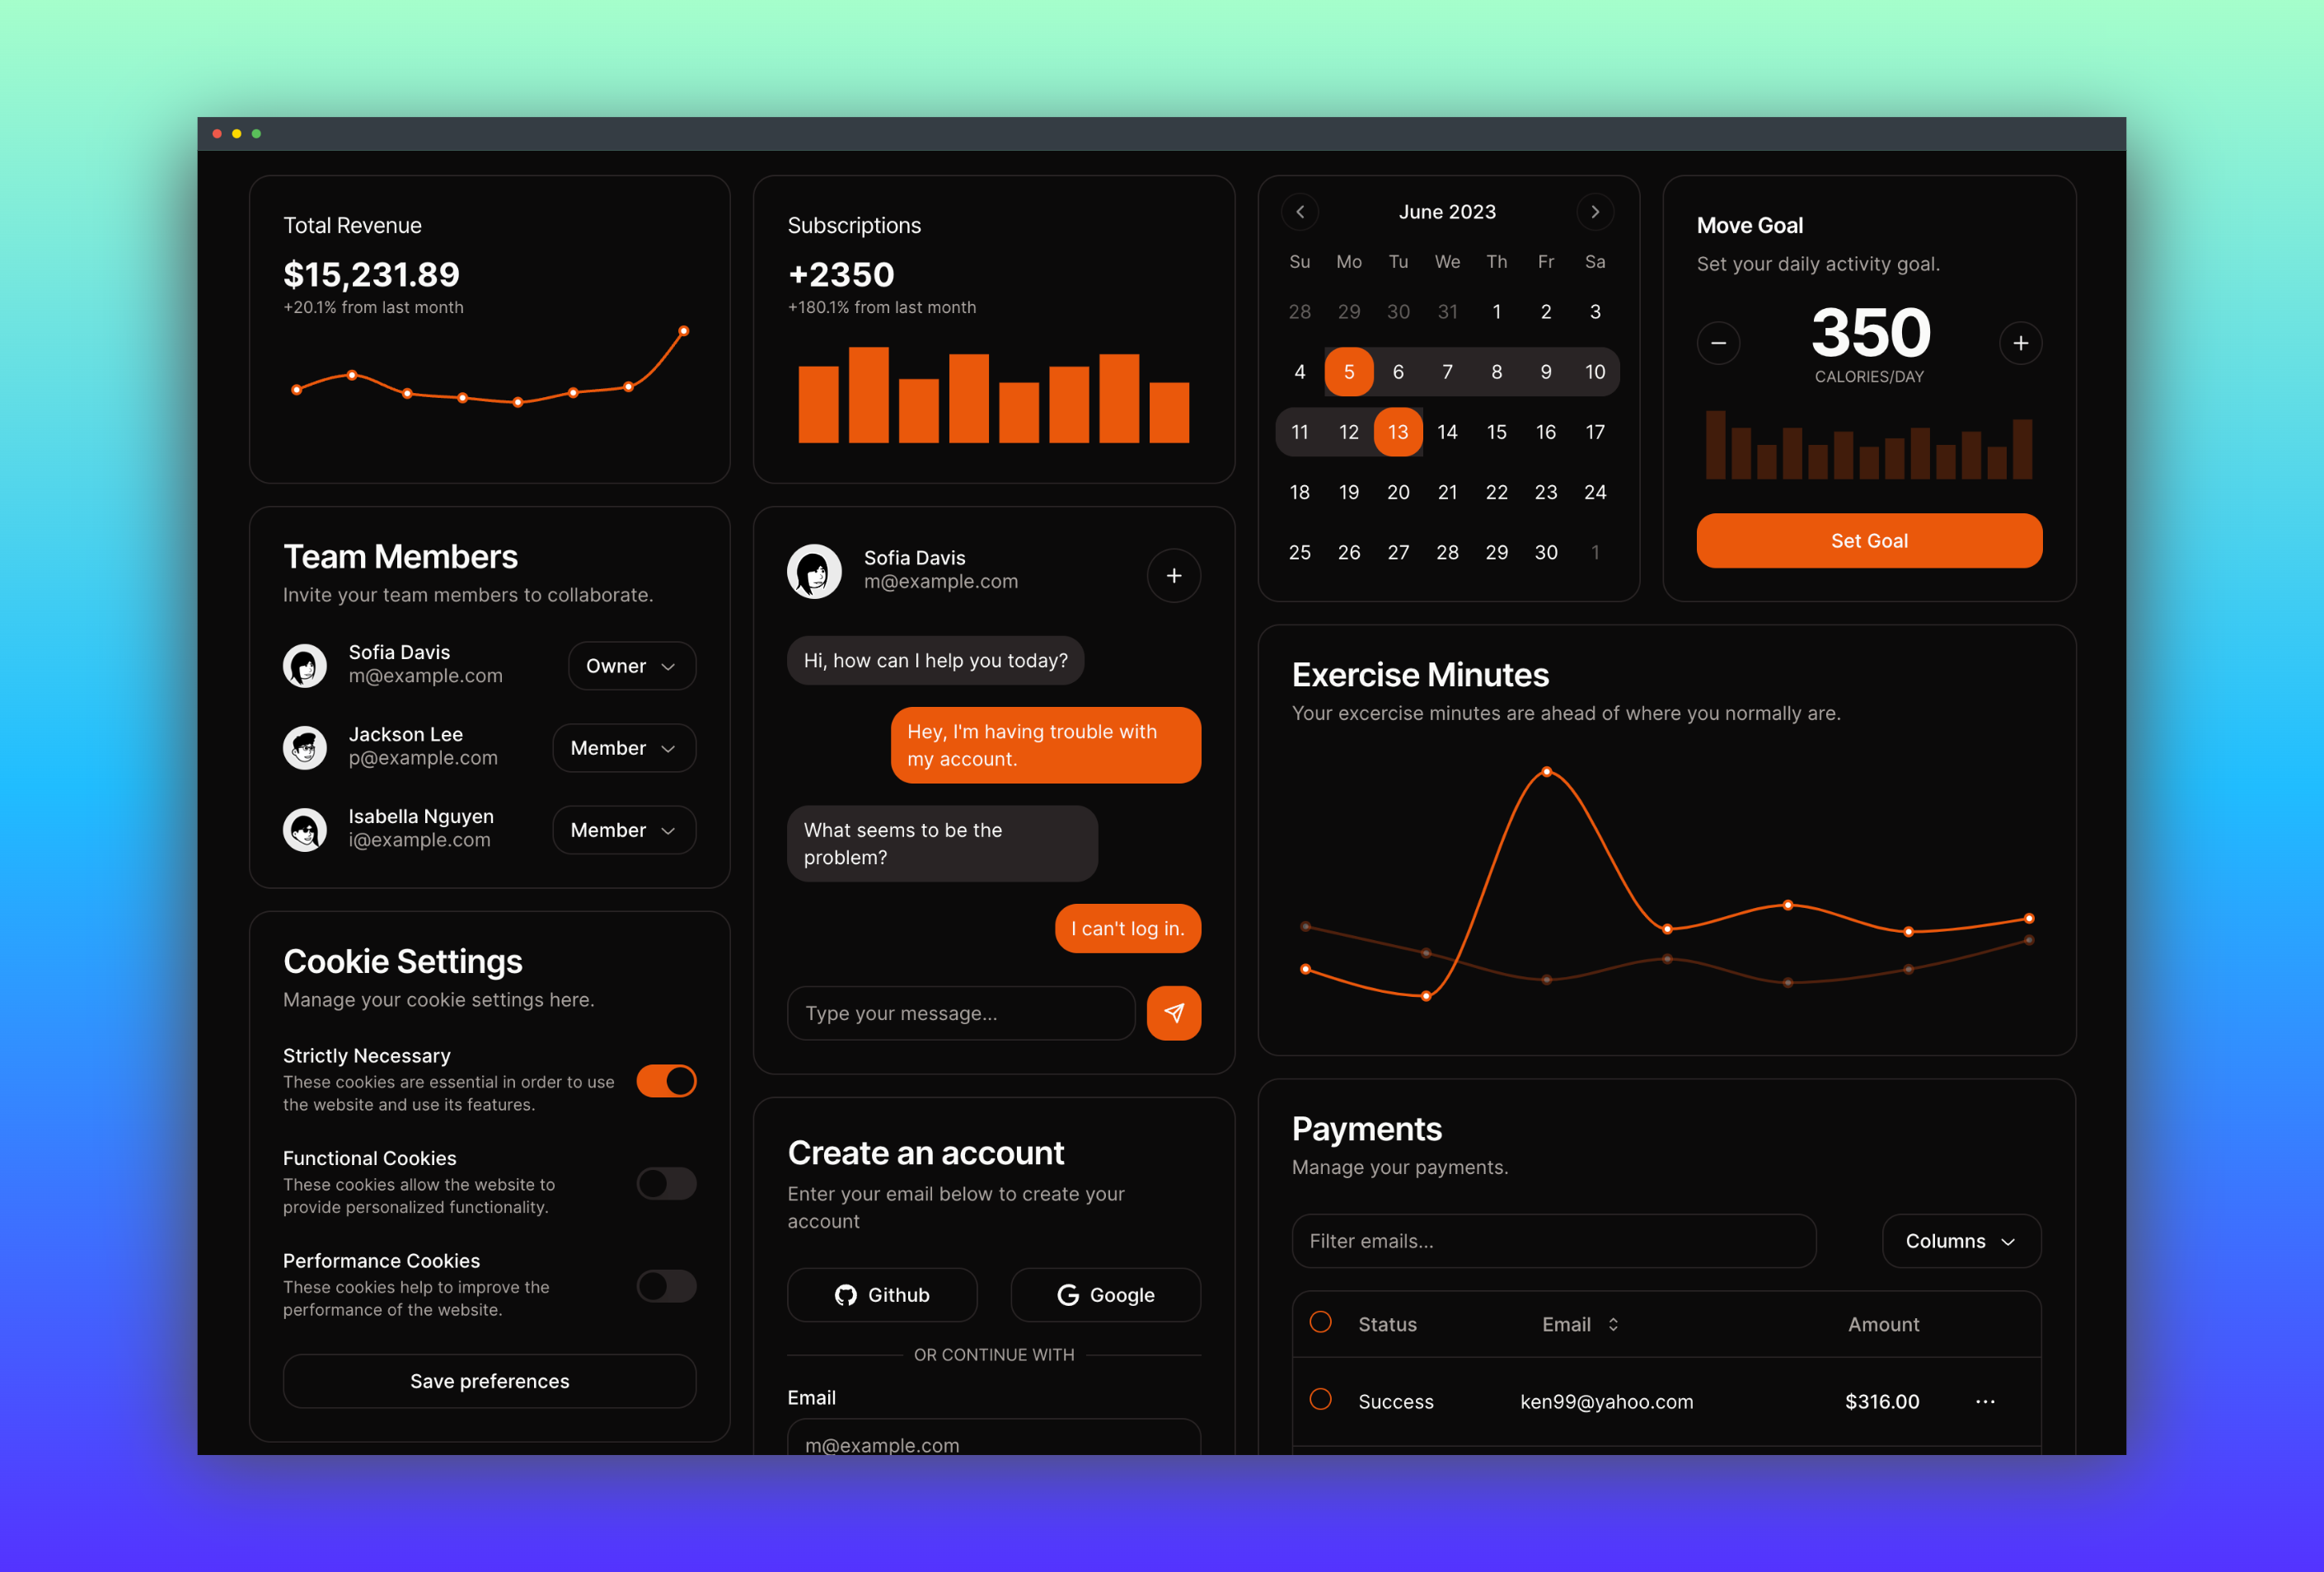 Total Revenue
$15,231.89
+20.1% from last month
Subscriptions
+2350
+180.1% from last month
June 2023
Su Mo Tu We Th Fr Sa
28 29 30 31 1 2 3
4 5 6 7 8 9 10
11 12 13 14 15 16 17
18 19 20 21 22 23 24
25 26 27 28 29 30 1
Move Goal
Set your daily activity goal.
350
CALORIES/DAY
Set Goal
Team Members
Invite your team members to collaborate.
Sofia Davis
m@example.com
Owner
Jackson Lee
p@example.com
Member
Isabella Nguyen
i@example.com
Member
Sofia Davis
m@example.com
Hi, how can I help you today?
Hey, I'm having trouble with
my account.
What seems to be the
problem?
I can't log in.
Type your message...
Exercise Minutes
Your excercise minutes are ahead of where you normally are.
Cookie Settings
Manage your cookie settings here.
Strictly Necessary
These cookies are essential in order to use
the website and use its features.
Functional Cookies
These cookies allow the website to
provide personalized functionality.
Performance Cookies
These cookies help to improve the
performance of the website.
Save preferences
Create an account
Enter your email below to create your
account
Github
Google
OR CONTINUE WITH
Email
m@example.com
Payments
Manage your payments.
Filter emails...
Columns
Status Email Amount
Success ken99@yahoo.com $316.00